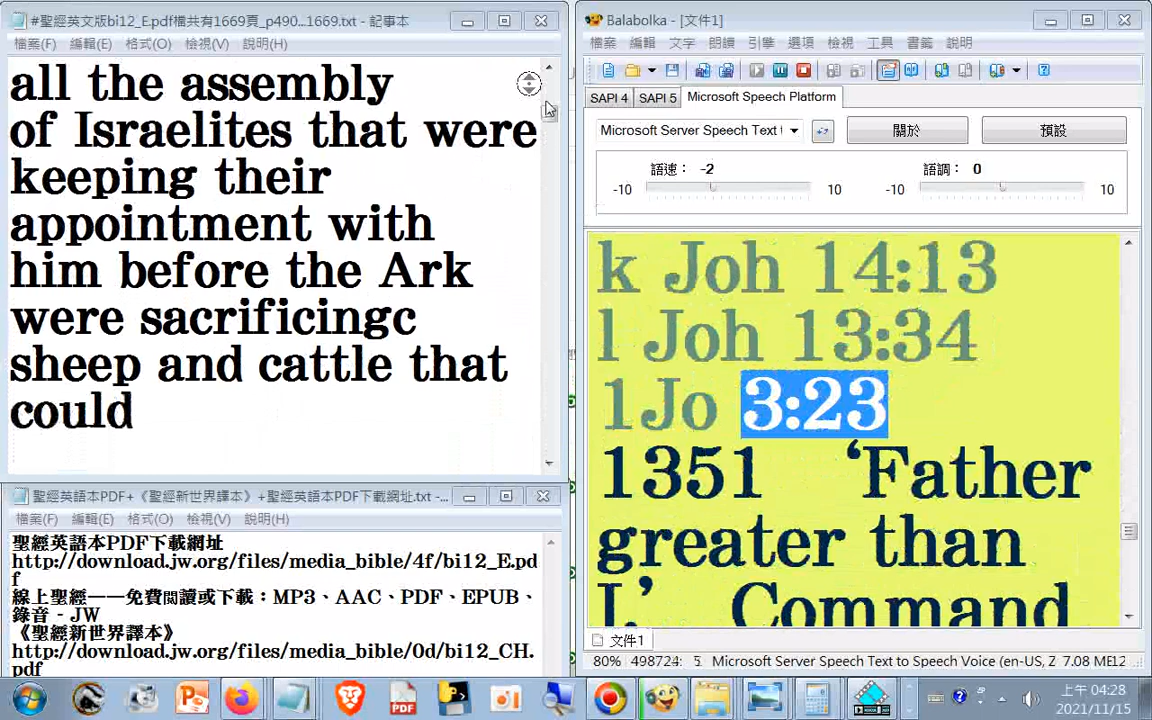 #聖經英文版bi12_E.pdf檔共有1669頁_p490...1669.txt - 記事本
檔案(F) 編輯(E) 格式(O) 檢視(V) 說明(H)
all the assembly
of Israelites that were
keeping their
appointment with
him before the Ark
were sacrificingc
sheep and cattle that
could
聖經英語本PDF+《聖經新世界譯本》+聖經英語本PDF下載網址.txt -...
檔案(F) 編輯(E) 格式(O) 檢視(V) 說明(H)
聖經英語本PDF下載網址
http://download.jw.org/files/media_bible/4f/bi12_E.pd
f
線上聖經——免費閱讀或下載：MP3、AAC、PDF、EPUB、
錄音 - JW
《聖經新世界譯本》
http://download.jw.org/files/media_bible/0d/bi12_CH.
pdf
Balabolka - [文件1]
檔案 編輯 文字 朗讀 引擎 選項 檢視 工具 書籤 說明
SAPI 4 SAPI 5 Microsoft Speech Platform
Microsoft Server Speech Text 關於 預設
語速： -2 語調： 0
-10 10 -10 10
k Joh 14:13
l Joh 13:34
1Jo 3:23
1351 ‘Father
greater than
I.’ Command
文件1
80% 498724: 5 Microsoft Server Speech Text to Speech Voice (en-US, Z 7.08 ME12
PDF
上午 04:28
2021/11/15